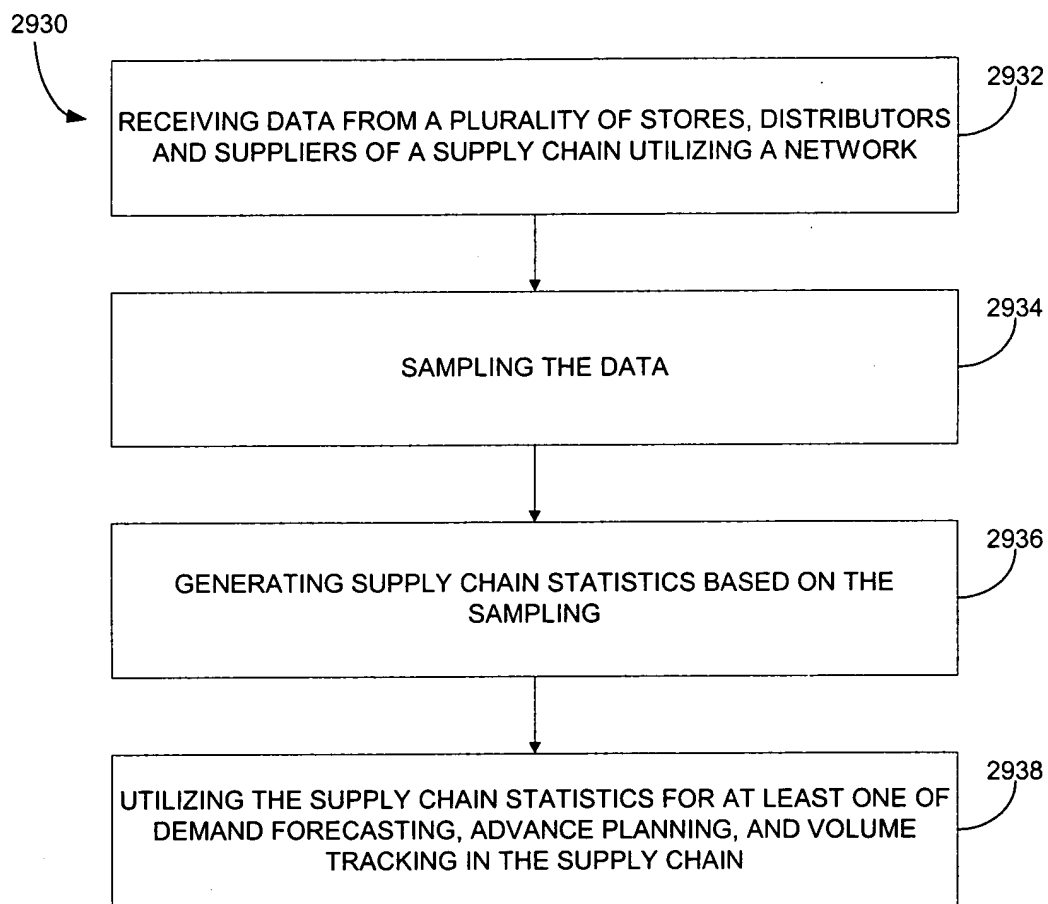 2930
2932
RECEIVING DATA FROM A PLURALITY OF STORES, DISTRIBUTORS
AND SUPPLIERS OF A SUPPLY CHAIN UTILIZING A NETWORK
2934
SAMPLING THE DATA
2936
GENERATING SUPPLY CHAIN STATISTICS BASED ON THE
SAMPLING
2938
UTILIZING THE SUPPLY CHAIN STATISTICS FOR AT LEAST ONE OF
DEMAND FORECASTING, ADVANCE PLANNING, AND VOLUME
TRACKING IN THE SUPPLY CHAIN